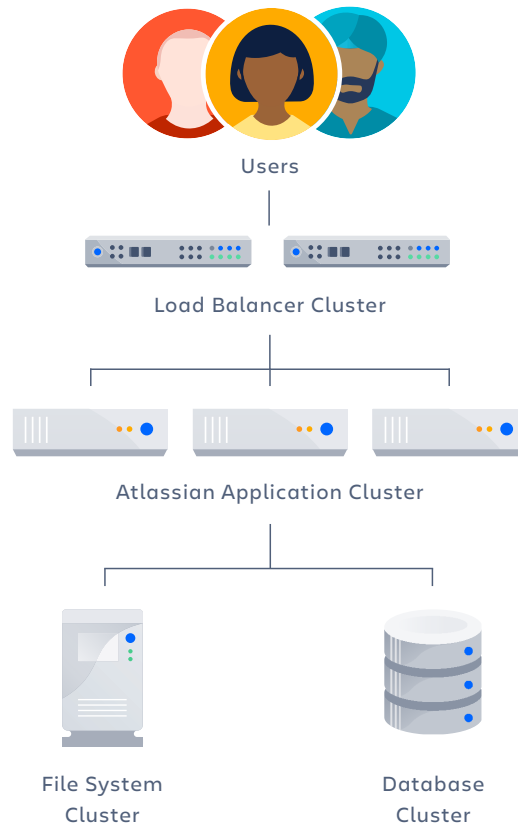 Users
Load Balancer Cluster
Atlassian Application Cluster
File System
Cluster
Database
Cluster